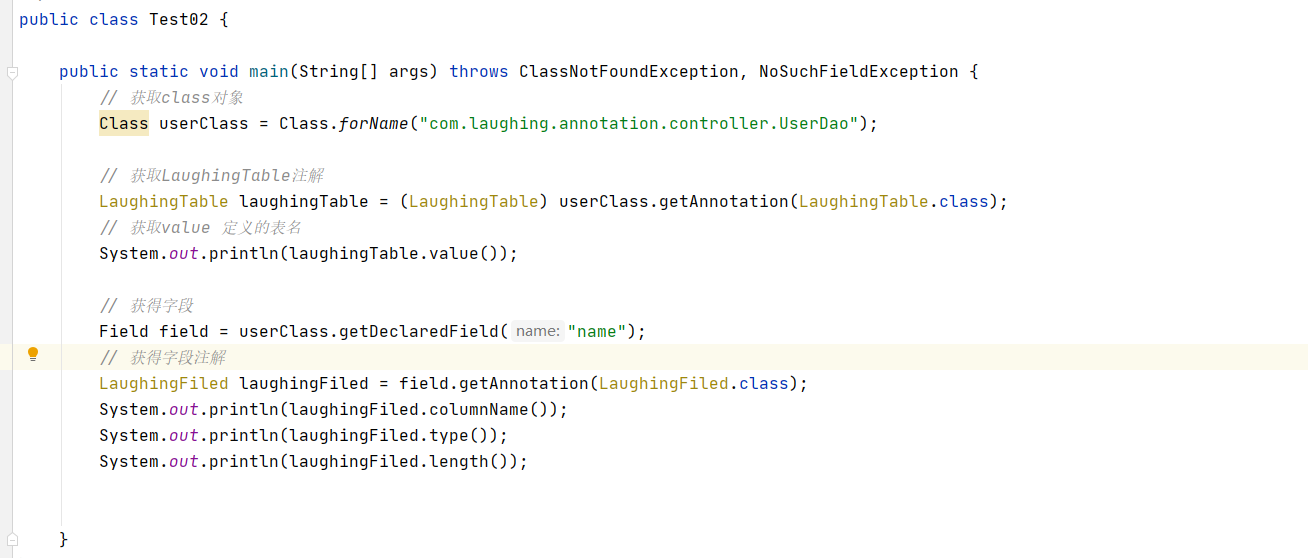 public class Test02 {
public static void main(String[] args) throws ClassNotFoundException, NoSuchFieldException {
// 获取class对象
Class userClass = Class.forName("com.laughing.annotation.controller.UserDao");
// 获取LaughingTable注解
LaughingTable laughingTable = (LaughingTable) userClass.getAnnotation(LaughingTable.class);
// 获取value 定义的表名
System.out.println(laughingTable.value());
// 获得字段
Field field = userClass.getDeclaredField( name: "name");
// 获得字段注解
LaughingFiled laughingFiled = field.getAnnotation(LaughingFiled.class);
System.out.println(laughingFiled.columnName());
System.out.println(laughingFiled.type());
System.out.println(laughingFiled.length());
}